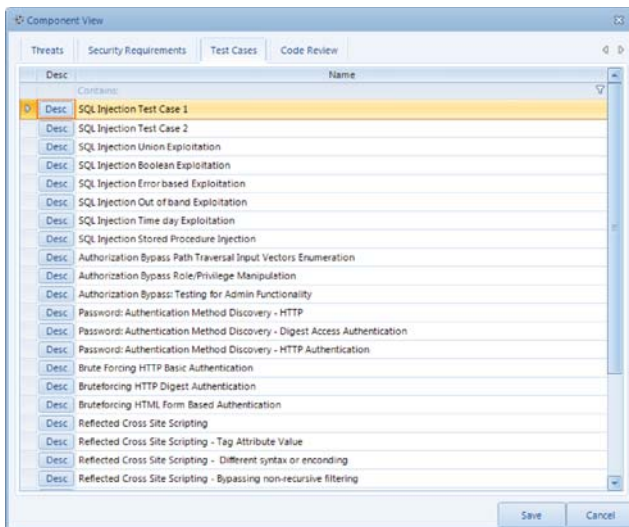 Component View
Threats Security Requirements Test Cases Code Review
Desc Name
Contains:
Desc SQL Injection Test Case 1
Desc SQL Injection Test Case 2
Desc SQL Injection Union Exploitation
Desc SQL Injection Boolean Exploitation
Desc SQL Injection Error based Exploitation
Desc SQL Injection Out of band Exploitation
Desc SQL Injection Time day Exploitation
Desc SQL Injection Stored Procedure Injection
Desc Authorization Bypass Path Traversal Input Vectors Enumeration
Desc Authorization Bypass Role/Privilege Manipulation
Desc Authorization Bypass: Testing for Admin Functionality
Desc Password: Authentication Method Discovery - HTTP
Desc Password: Authentication Method Discovery - Digest Access Authentication
Desc Password: Authentication Method Discovery - HTTP Authentication
Desc Brute Forcing HTTP Basic Authentication
Desc Bruteforcing HTTP Digest Authentication
Desc Bruteforcing HTML Form Based Authentication
Desc Reflected Cross Site Scripting
Desc Reflected Cross Site Scripting - Tag Attribute Value
Desc Reflected Cross Site Scripting - Different syntax or enconding
Desc Reflected Cross Site Scripting - Bypassing non-recursive filtering
Save Cancel